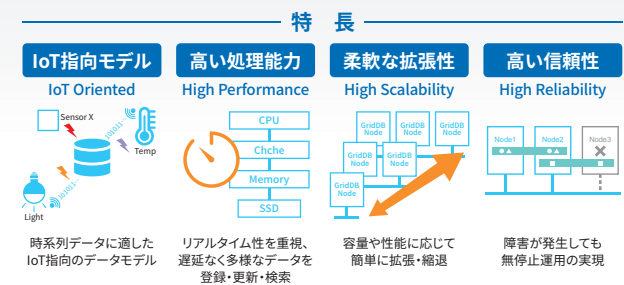 特 長
IoT指向モデル
IoT Oriented
Sensor X
101011…
Temp
101011…
Light
時系列データに適した
IoT指向のデータモデル
高い処理能力
High Performance
CPU
Chche
Memory
SSD
リアルタイム性を重視、
遅延なく多様なデータを
登録・更新・検索
柔軟な拡張性
High Scalability
GridDB
Node
GridDB
Node
GridDB
Node
GridDB
Node
GridDB
Node
GridDB
Node
容量や性能に応じて
簡単に拡張・縮退
高い信頼性
High Reliability
Node1
Node2
Node3
障害が発生しても
無停止運用の実現